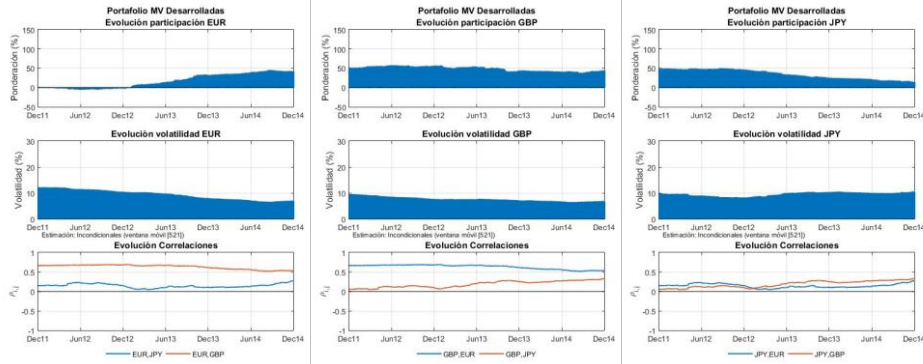 Portafolio MV Desarrolladas
Evolución participación EUR
Ponderación (%)
150
100
50
0
-50
Dec11 Jun12 Dec12 Jun13 Dec13 Jun14 Dec14
Evolución volatilidad EUR
Volatilidad (%)
30
20
10
0
Dec11 Jun12 Dec12 Jun13 Dec13 Jun14 Dec14
Estimación: Incondicionales (ventana móvil [521])
Evolución Correlaciones
ρi,j
1
0.5
0
-0.5
-1
Dec11 Jun12 Dec12 Jun13 Dec13 Jun14 Dec14
EUR,JPY EUR,GBP
Portafolio MV Desarrolladas
Evolución participación GBP
Ponderación (%)
150
100
50
0
-50
Dec11 Jun12 Dec12 Jun13 Dec13 Jun14 Dec14
Evolución volatilidad GBP
Volatilidad (%)
30
20
10
0
Dec11 Jun12 Dec12 Jun13 Dec13 Jun14 Dec14
Estimación: Incondicionales (ventana móvil [521])
Evolución Correlaciones
ρi,j
1
0.5
0
-0.5
-1
Dec11 Jun12 Dec12 Jun13 Dec13 Jun14 Dec14
GBP,EUR GBP,JPY
Portafolio MV Desarrolladas
Evolución participación JPY
Ponderación (%)
150
100
50
0
-50
Dec11 Jun12 Dec12 Jun13 Dec13 Jun14 Dec14
Evolución volatilidad JPY
Volatilidad (%)
30
20
10
0
Dec11 Jun12 Dec12 Jun13 Dec13 Jun14 Dec14
Estimación: Incondicionales (ventana móvil [521])
Evolución Correlaciones
ρi,j
1
0.5
0
-0.5
-1
Dec11 Jun12 Dec12 Jun13 Dec13 Jun14 Dec14
JPY,EUR JPY,GBP